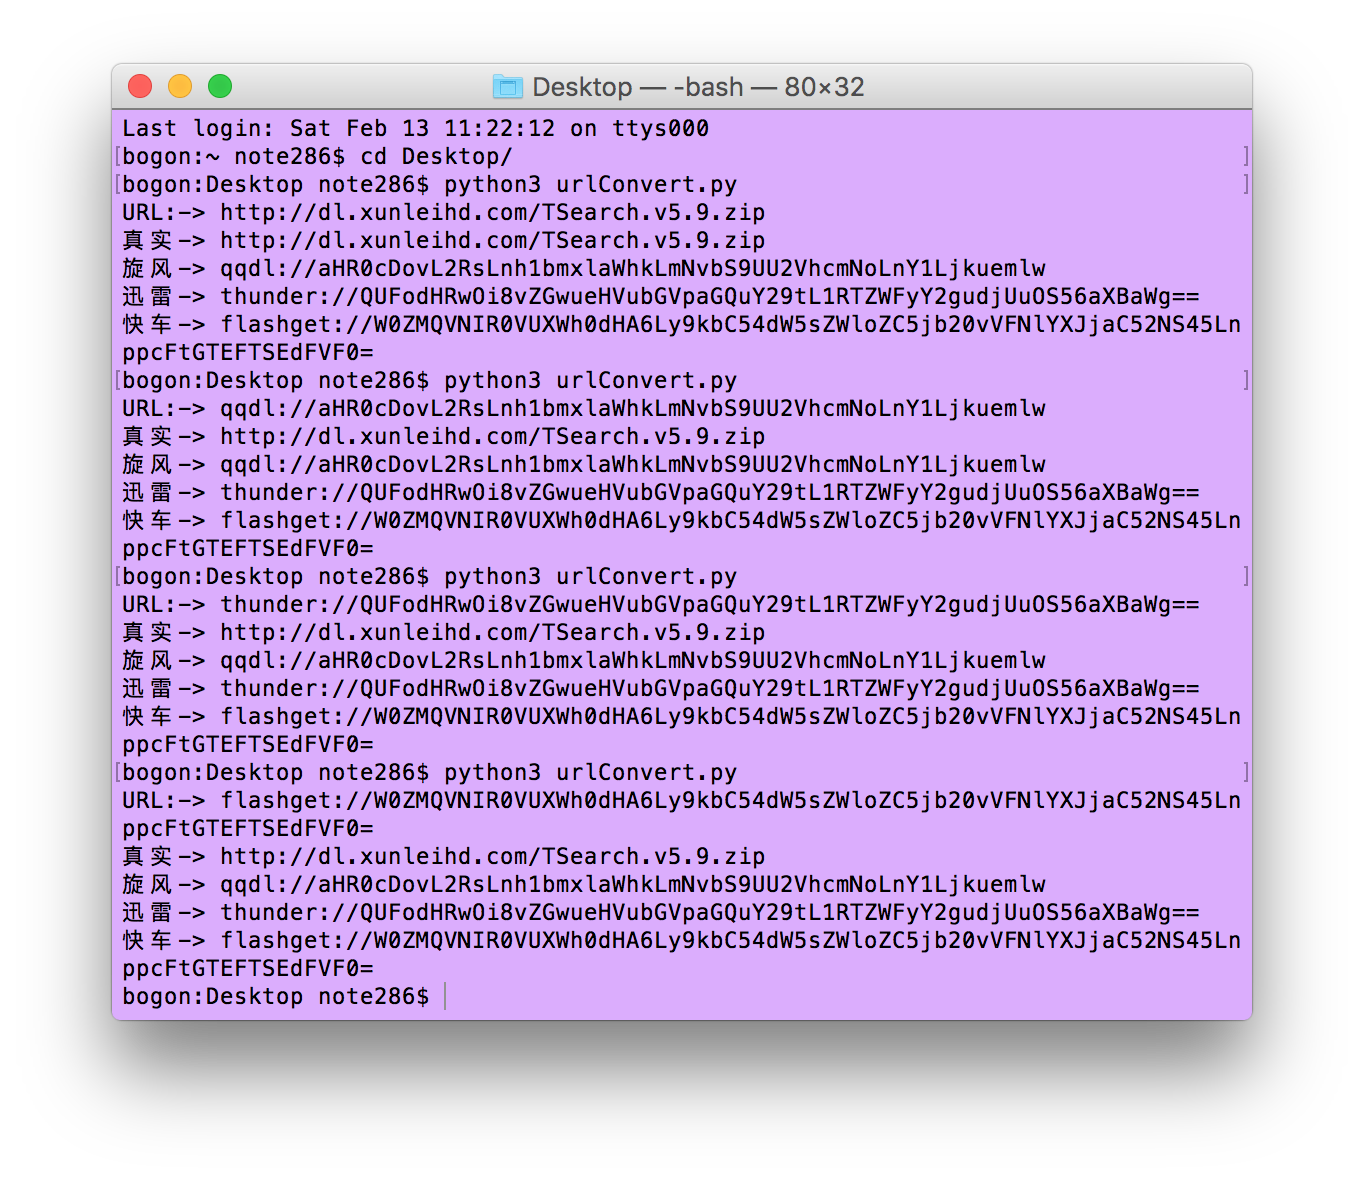 Desktop — -bash — 80×32
Last login: Sat Feb 13 11:22:12 on ttys000
[bogon:~ note286$ cd Desktop/ ]
[bogon:Desktop note286$ python3 urlConvert.py ]
URL:-> http://dl.xunleihd.com/TSearch.v5.9.zip
真实-> http://dl.xunleihd.com/TSearch.v5.9.zip
旋风-> qqdl://aHR0cDovL2RsLnh1bmxlaWhkLmNvbS9UU2VhcmNoLnY1Ljkuemlw
迅雷-> thunder://QUFodHRwOi8vZGwueHVubGVpaGQuY29tL1RTZWFyY2gudjUuOS56aXBaWg==
快车-> flashget://W0ZMQVNIR0VUXWh0dHA6Ly9kbC54dW5sZWloZC5jb20vVFNlYXJjaC52NS45Ln
ppcFtGTEFTSEdFVF0=
[bogon:Desktop note286$ python3 urlConvert.py ]
URL:-> qqdl://aHR0cDovL2RsLnh1bmxlaWhkLmNvbS9UU2VhcmNoLnY1Ljkuemlw
真实-> http://dl.xunleihd.com/TSearch.v5.9.zip
旋风-> qqdl://aHR0cDovL2RsLnh1bmxlaWhkLmNvbS9UU2VhcmNoLnY1Ljkuemlw
迅雷-> thunder://QUFodHRwOi8vZGwueHVubGVpaGQuY29tL1RTZWFyY2gudjUuOS56aXBaWg==
快车-> flashget://W0ZMQVNIR0VUXWh0dHA6Ly9kbC54dW5sZWloZC5jb20vVFNlYXJjaC52NS45Ln
ppcFtGTEFTSEdFVF0=
[bogon:Desktop note286$ python3 urlConvert.py ]
URL:-> thunder://QUFodHRwOi8vZGwueHVubGVpaGQuY29tL1RTZWFyY2gudjUuOS56aXBaWg==
真实-> http://dl.xunleihd.com/TSearch.v5.9.zip
旋风-> qqdl://aHR0cDovL2RsLnh1bmxlaWhkLmNvbS9UU2VhcmNoLnY1Ljkuemlw
迅雷-> thunder://QUFodHRwOi8vZGwueHVubGVpaGQuY29tL1RTZWFyY2gudjUuOS56aXBaWg==
快车-> flashget://W0ZMQVNIR0VUXWh0dHA6Ly9kbC54dW5sZWloZC5jb20vVFNlYXJjaC52NS45Ln
ppcFtGTEFTSEdFVF0=
[bogon:Desktop note286$ python3 urlConvert.py ]
URL:-> flashget://W0ZMQVNIR0VUXWh0dHA6Ly9kbC54dW5sZWloZC5jb20vVFNlYXJjaC52NS45Ln
ppcFtGTEFTSEdFVF0=
真实-> http://dl.xunleihd.com/TSearch.v5.9.zip
旋风-> qqdl://aHR0cDovL2RsLnh1bmxlaWhkLmNvbS9UU2VhcmNoLnY1Ljkuemlw
迅雷-> thunder://QUFodHRwOi8vZGwueHVubGVpaGQuY29tL1RTZWFyY2gudjUuOS56aXBaWg==
快车-> flashget://W0ZMQVNIR0VUXWh0dHA6Ly9kbC54dW5sZWloZC5jb20vVFNlYXJjaC52NS45Ln
ppcFtGTEFTSEdFVF0=
bogon:Desktop note286$